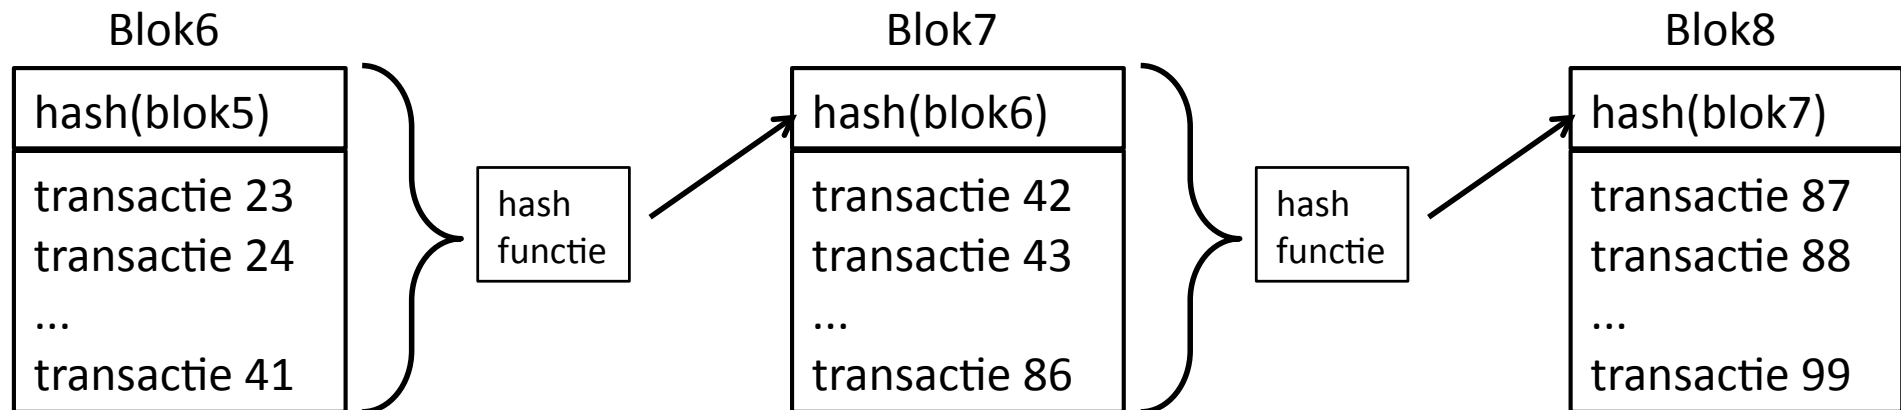 Blok6
hash(blok5)
transactie 23
transactie 24
...
transactie 41
hash
functie
Blok7
hash(blok6)
transactie 42
transactie 43
...
transactie 86
hash
functie
Blok8
hash(blok7)
transactie 87
transactie 88
...
transactie 99